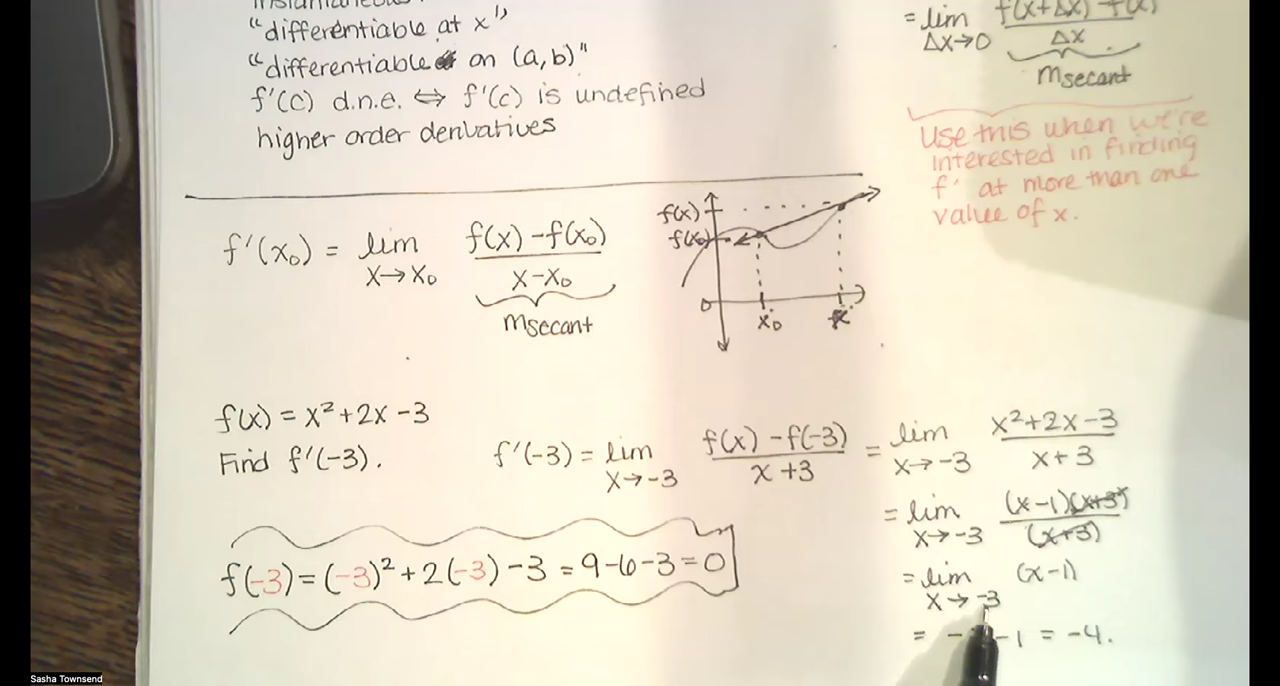 "differentiable at x"
"differentiable on (a,b)"
f'(c) d.n.e. ⇔ f'(c) is undefined
higher order derivatives
= lim Δx→0 f(x+Δx) - f(x) / Δx
msecant
Use this when we're
interested in finding
f' at more than one
value of x.
f'(x₀) = lim x→x₀ f(x) - f(x₀) / x - x₀
msecant
f(x)
f(x₀)
0
x₀
x
f(x) = x² + 2x - 3
Find f'(-3).
f'(-3) = lim x→-3 f(x) - f(-3) / x + 3 = lim x→-3 x² + 2x - 3 / x + 3
= lim x→-3 (x-1)(x+3) / (x+3)
= lim x→-3 (x-1)
= - -1 = -4.
f(-3) = (-3)² + 2(-3) - 3 = 9 - 6 - 3 = 0
Sasha Townsend